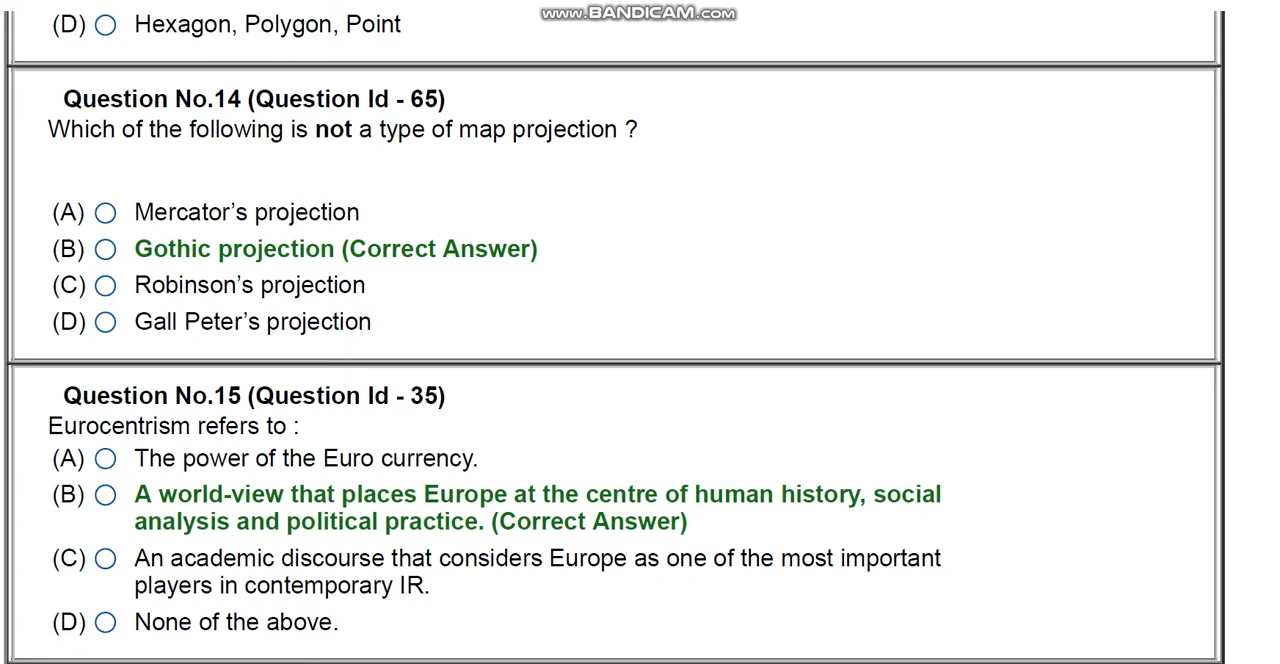 www.BANDICAM.com
(D) Hexagon, Polygon, Point
Question No.14 (Question Id - 65)
Which of the following is not a type of map projection ?
(A) Mercator’s projection
(B) Gothic projection (Correct Answer)
(C) Robinson’s projection
(D) Gall Peter’s projection
Question No.15 (Question Id - 35)
Eurocentrism refers to :
(A) The power of the Euro currency.
(B) A world-view that places Europe at the centre of human history, social
analysis and political practice. (Correct Answer)
(C) An academic discourse that considers Europe as one of the most important
players in contemporary IR.
(D) None of the above.